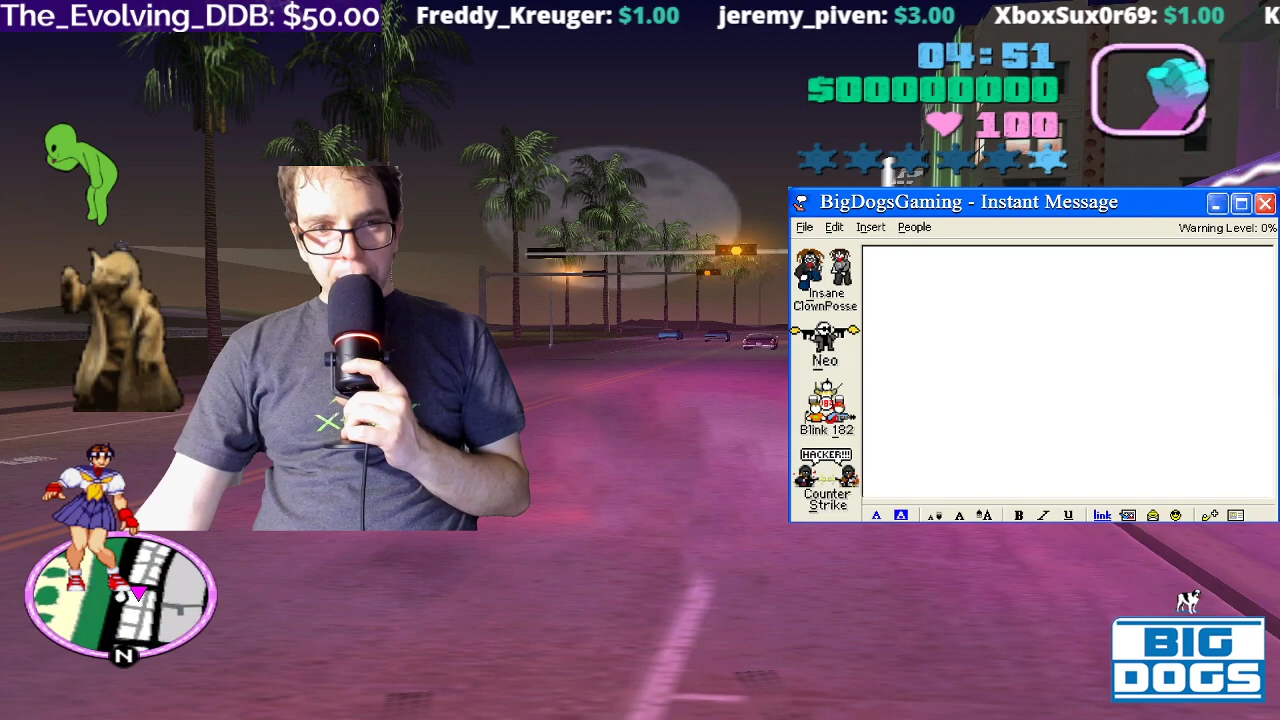 The_Evolving_DDB: $50.00
Freddy_Kreuger: $1.00 jeremy_piven: $3.00 XboxSux0r69: $1.00 K
04:51
$00000000
100
BigDogsGaming - Instant Message
File Edit Insert People Warning Level: 0%
Insane
ClownPosse
Neo
Blink 182
HACKER!!!
Counter
Strike
A A A A A B I U link
X
N
BIG
DOGS